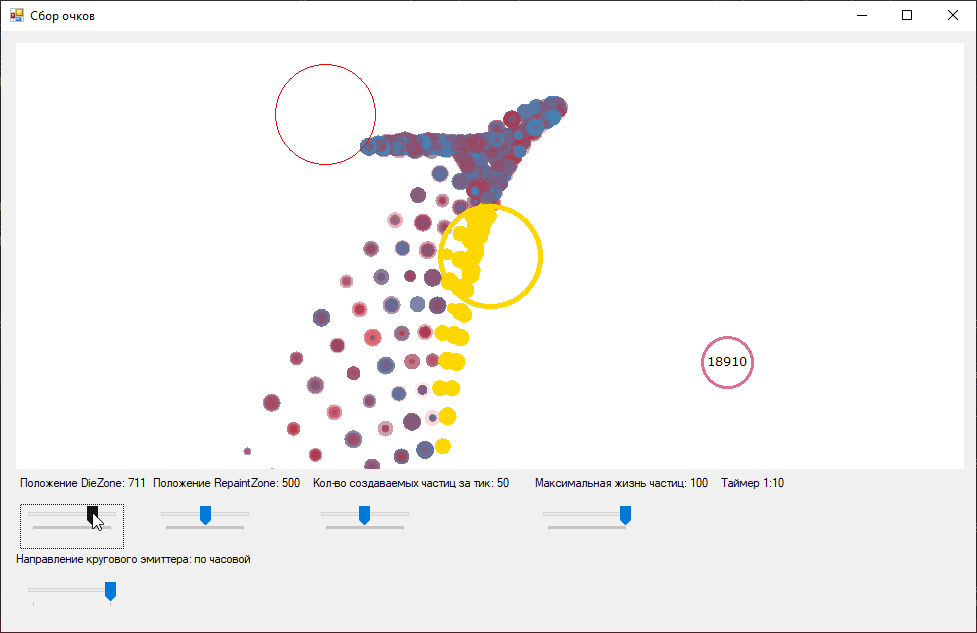 Сбор очков
18910
Положение DieZone: 711 Положение RepaintZone: 500 Кол-во создаваемых частиц за тик: 50 Максимальная жизнь частиц: 100 Таймер 1:10
Направление кругового эмиттера: по часовой